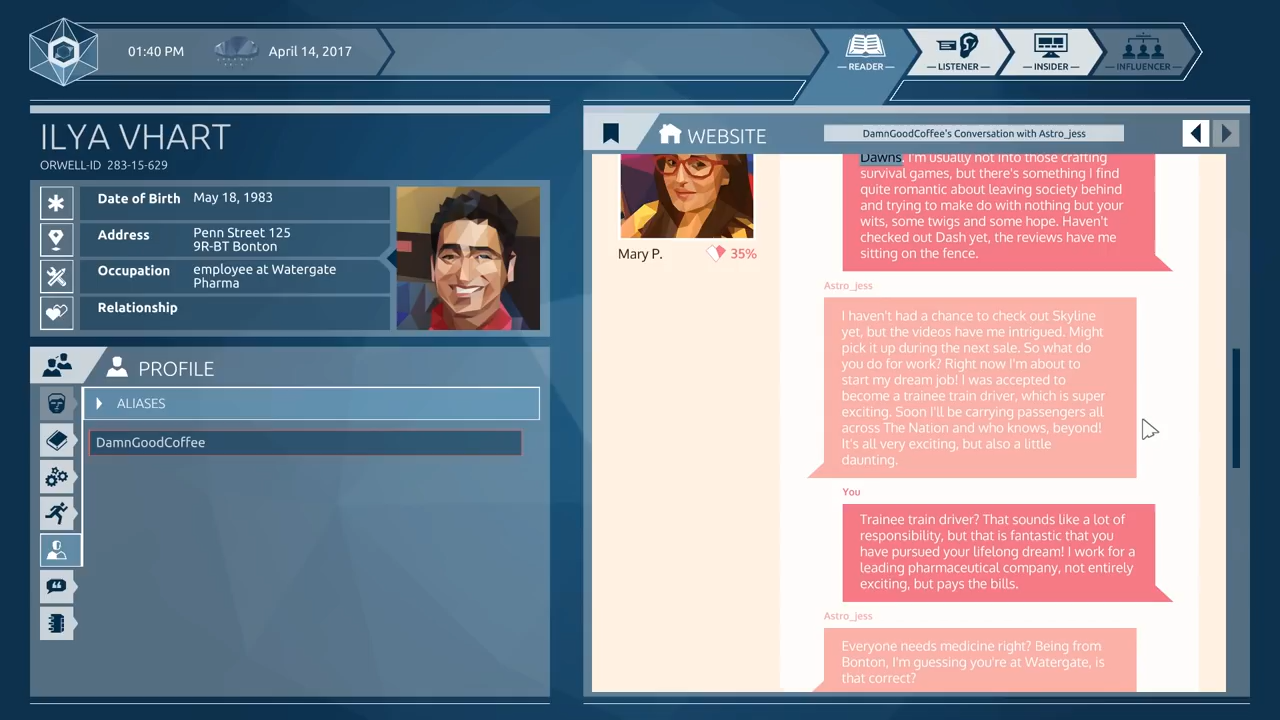 01:40 PM
April 14, 2017
— READER —
— LISTENER —
— INSIDER —
— INFLUENCER —
ILYA VHART
ORWELL-ID 283-15-629
Date of Birth May 18, 1983
Address Penn Street 125
9R-BT Bonton
Occupation employee at Watergate
Pharma
Relationship
PROFILE
ALIASES
DamnGoodCoffee
WEBSITE
DamnGoodCoffee's Conversation with Astro_jess
Mary P. 35%
Dawns. I'm usually not into those crafting
survival games, but there's something I find
quite romantic about leaving society behind
and trying to make do with nothing but your
wits, some twigs and some hope. Haven't
checked out Dash yet, the reviews have me
sitting on the fence.
Astro_jess
I haven't had a chance to check out Skyline
yet, but the videos have me intrigued. Might
pick it up during the next sale. So what do
you do for work? Right now I'm about to
start my dream job! I was accepted to
become a trainee train driver, which is super
exciting. Soon I'll be carrying passengers all
across The Nation and who knows, beyond!
It's all very exciting, but also a little
daunting.
You
Trainee train driver? That sounds like a lot of
responsibility, but that is fantastic that you
have pursued your lifelong dream! I work for a
leading pharmaceutical company, not entirely
exciting, but pays the bills.
Astro_jess
Everyone needs medicine right? Being from
Bonton, I'm guessing you're at Watergate, is
that correct?